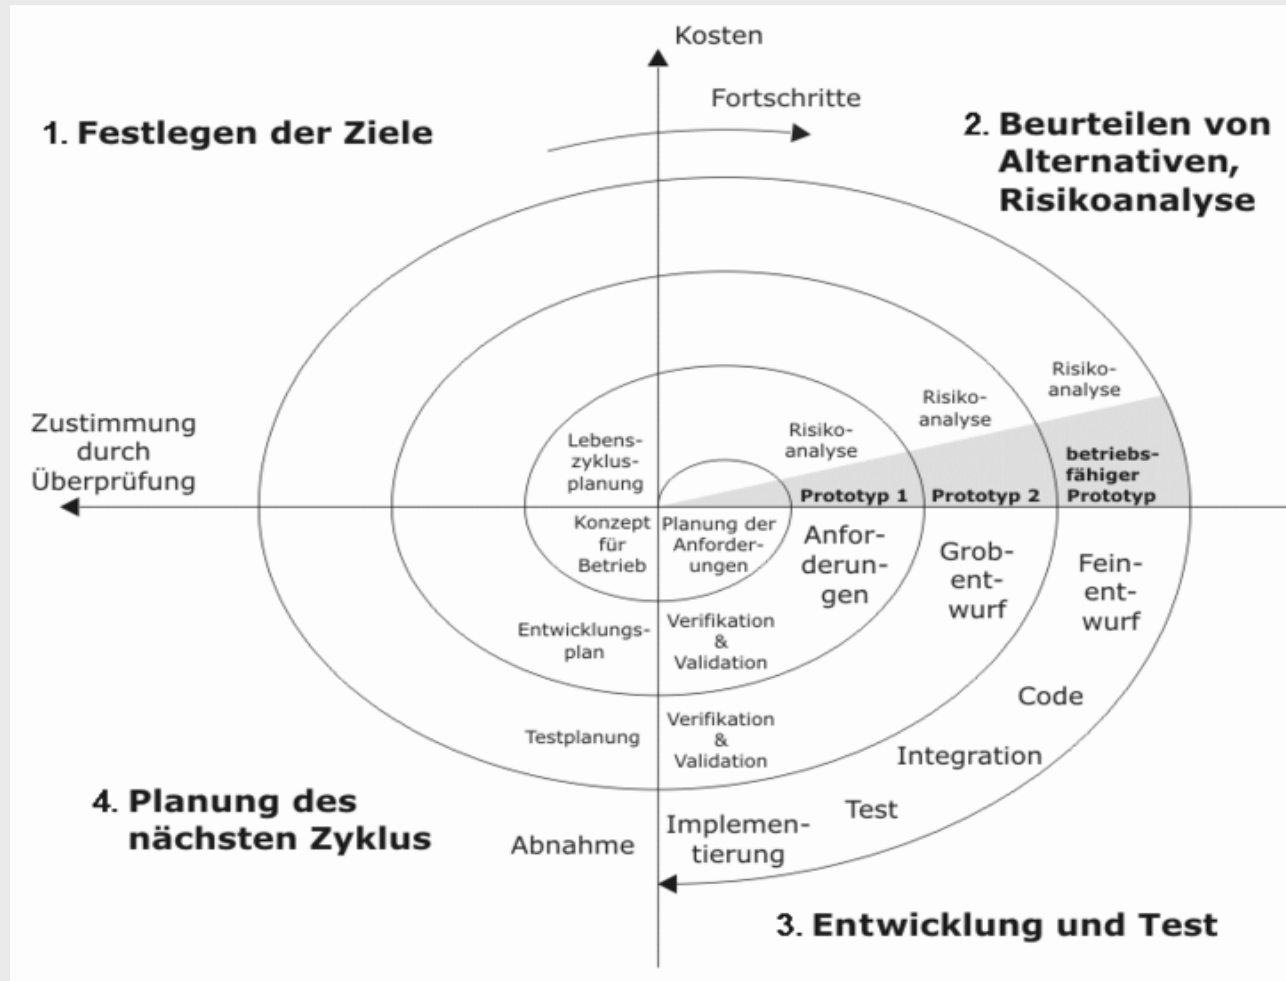 Kosten
Fortschritte
1. Festlegen der Ziele
2. Beurteilen von
Alternativen,
Risikoanalyse
Zustimmung
durch
Überprüfung
Lebens-
zyklus-
planung
Risiko-
analyse
Risiko-
analyse
Risiko-
analyse
Prototyp 1
Prototyp 2
betriebs-
fähiger
Prototyp
Konzept
für
Betrieb
Planung der
Anforder-
ungen
Anfor-
derun-
gen
Grob-
ent-
wurf
Fein-
ent-
wurf
Entwicklungs-
plan
Verifikation
&
Validation
Testplanung
Verifikation
&
Validation
Code
Integration
Test
Implemen-
tierung
Abnahme
4. Planung des
nächsten Zyklus
3. Entwicklung und Test